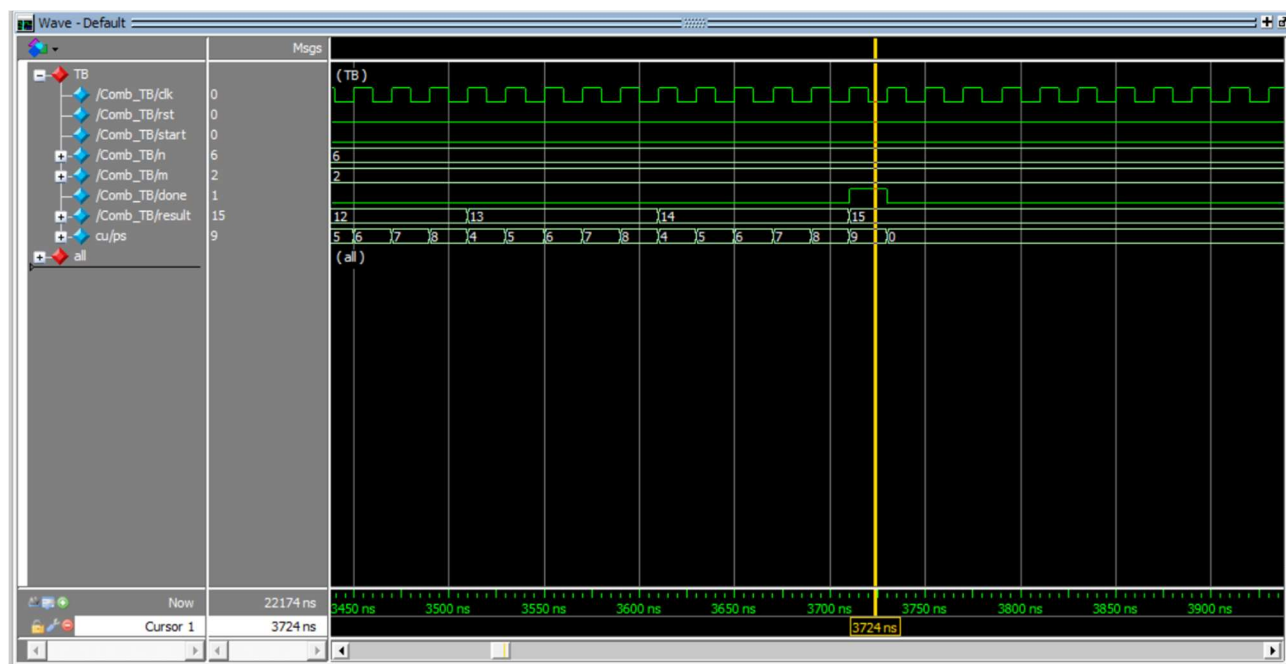 Wave - Default
Msgs
TB
(TB)
/Comb_TB/clk 0
/Comb_TB/rst 0
/Comb_TB/start 0
/Comb_TB/n 6 6
/Comb_TB/m 2 2
/Comb_TB/done 1
/Comb_TB/result 15 12 13 14 15
cu/ps 9 5 6 7 8 4 5 6 7 8 4 5 6 7 8 9 0
all (all)
Now 22174 ns 3450 ns 3500 ns 3550 ns 3600 ns 3650 ns 3700 ns 3750 ns 3800 ns 3850 ns 3900 ns
Cursor 1 3724 ns 3724 ns